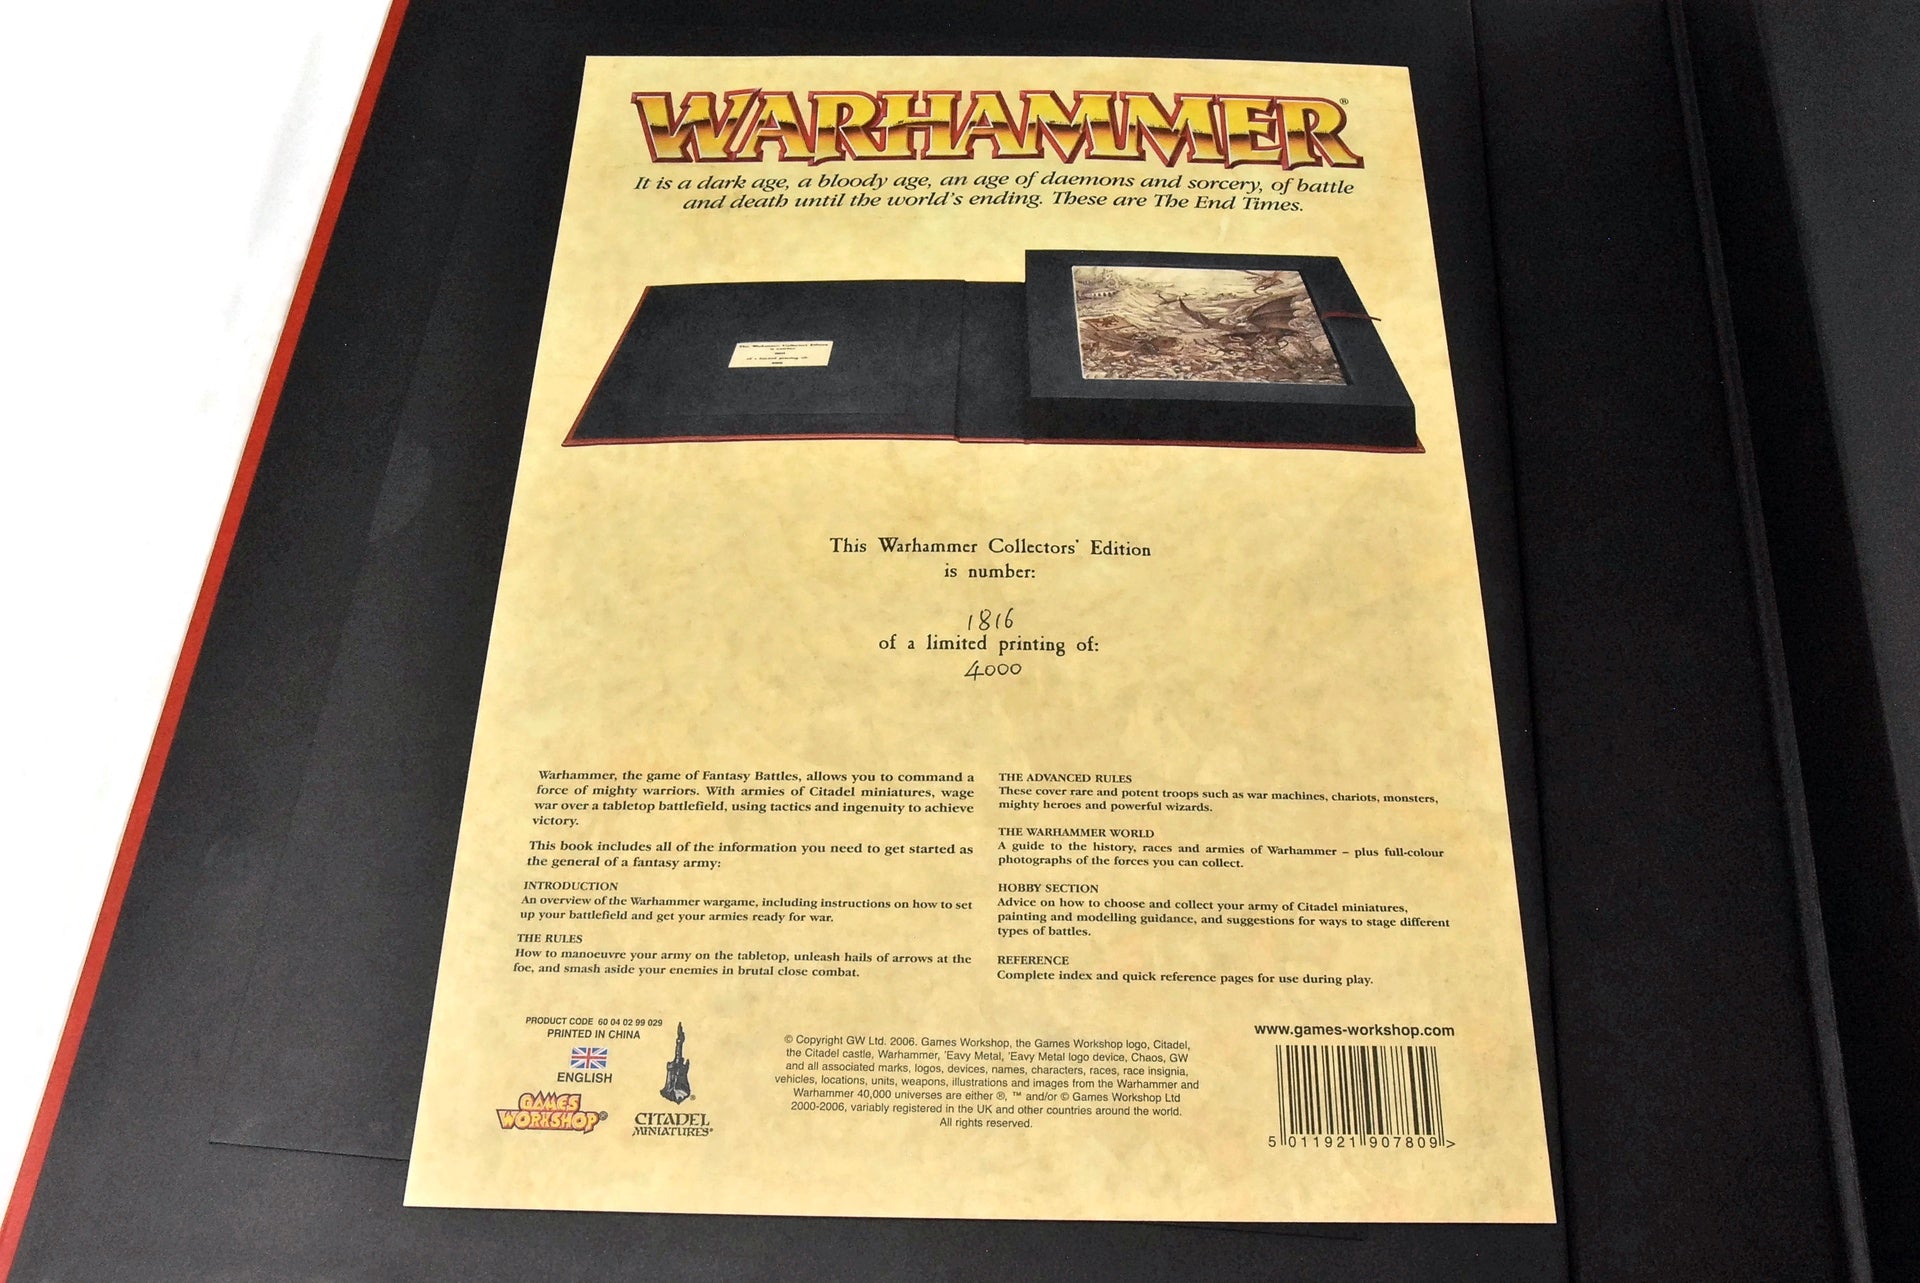 WARHAMMER®
It is a dark age, a bloody age, an age of daemons and sorcery, of battle
and death until the world's ending. These are The End Times.
This Warhammer Collectors' Edition
is number:
1816
of a limited printing of:
4000
Warhammer, the game of Fantasy Battles, allows you to command a
force of mighty warriors. With armies of Citadel miniatures, wage
war over a tabletop battlefield, using tactics and ingenuity to achieve
victory.
This book includes all of the information you need to get started as
the general of a fantasy army:
INTRODUCTION
An overview of the Warhammer wargame, including instructions on how to set
up your battlefield and get your armies ready for war.
THE RULES
How to manoeuvre your army on the tabletop, unleash hails of arrows at the
foe, and smash aside your enemies in brutal close combat.
THE ADVANCED RULES
These cover rare and potent troops such as war machines, chariots, monsters,
mighty heroes and powerful wizards.
THE WARHAMMER WORLD
A guide to the history, races and armies of Warhammer – plus full-colour
photographs of the forces you can collect.
HOBBY SECTION
Advice on how to choose and collect your army of Citadel miniatures,
painting and modelling guidance, and suggestions for ways to stage different
types of battles.
REFERENCE
Complete index and quick reference pages for use during play.
PRODUCT CODE 60 04 02 99 029
PRINTED IN CHINA
ENGLISH
GAMES
WORKSHOP®
CITADEL
MINIATURES®
© Copyright GW Ltd. 2006. Games Workshop, the Games Workshop logo, Citadel,
the Citadel castle, Warhammer, 'Eavy Metal, 'Eavy Metal logo device, Chaos, GW
and all associated marks, logos, devices, names, characters, races, race insignia,
vehicles, locations, units, weapons, illustrations and images from the Warhammer and
Warhammer 40,000 universes are either ®, ™ and/or © Games Workshop Ltd
2000-2006, variably registered in the UK and other countries around the world.
All rights reserved.
www.games-workshop.com
5 011921 907809 >